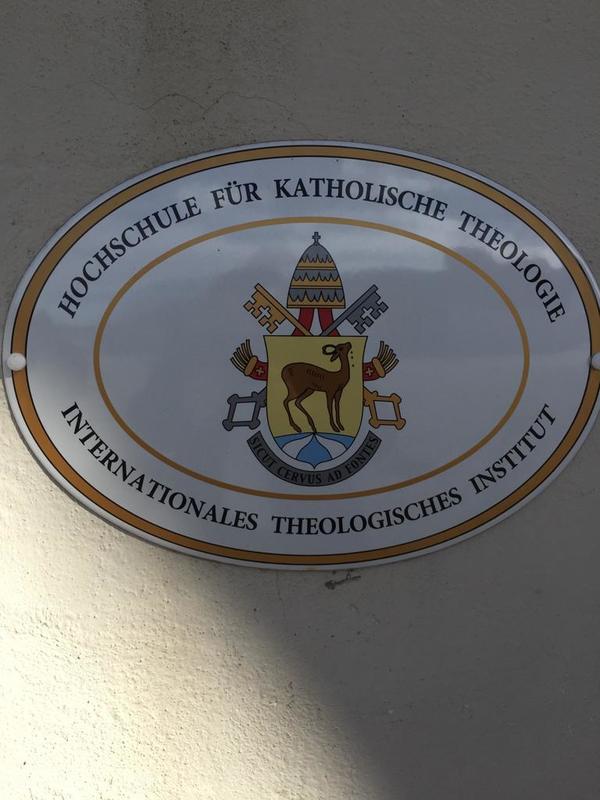 HOCHSCHULE FÜR KATHOLISCHE THEOLOGIE
SICUT CERVUS AD FONTES
INTERNATIONALES THEOLOGISCHES INSTITUT